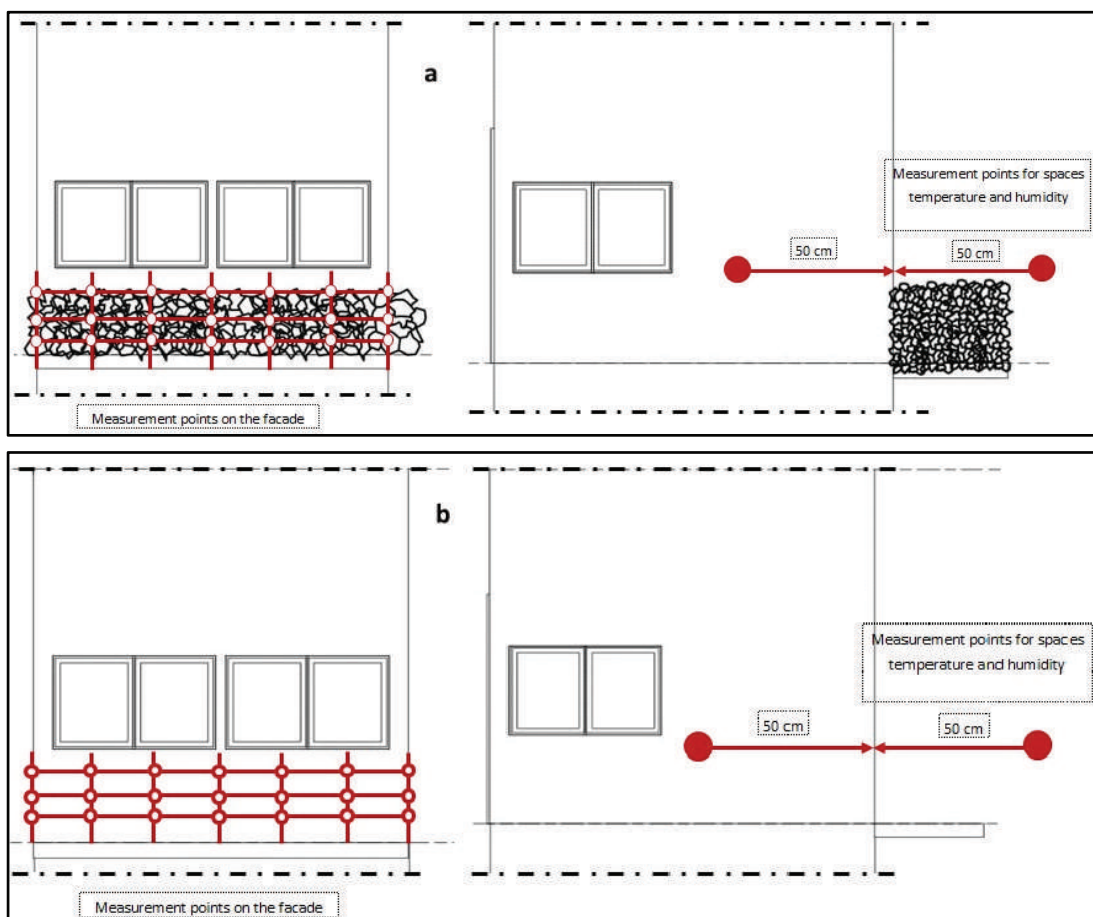 a
Measurement points for spaces
temperature and humidity
50 cm
50 cm
Measurement points on the facade
b
Measurement points for spaces
temperature and humidity
50 cm
50 cm
Measurement points on the facade